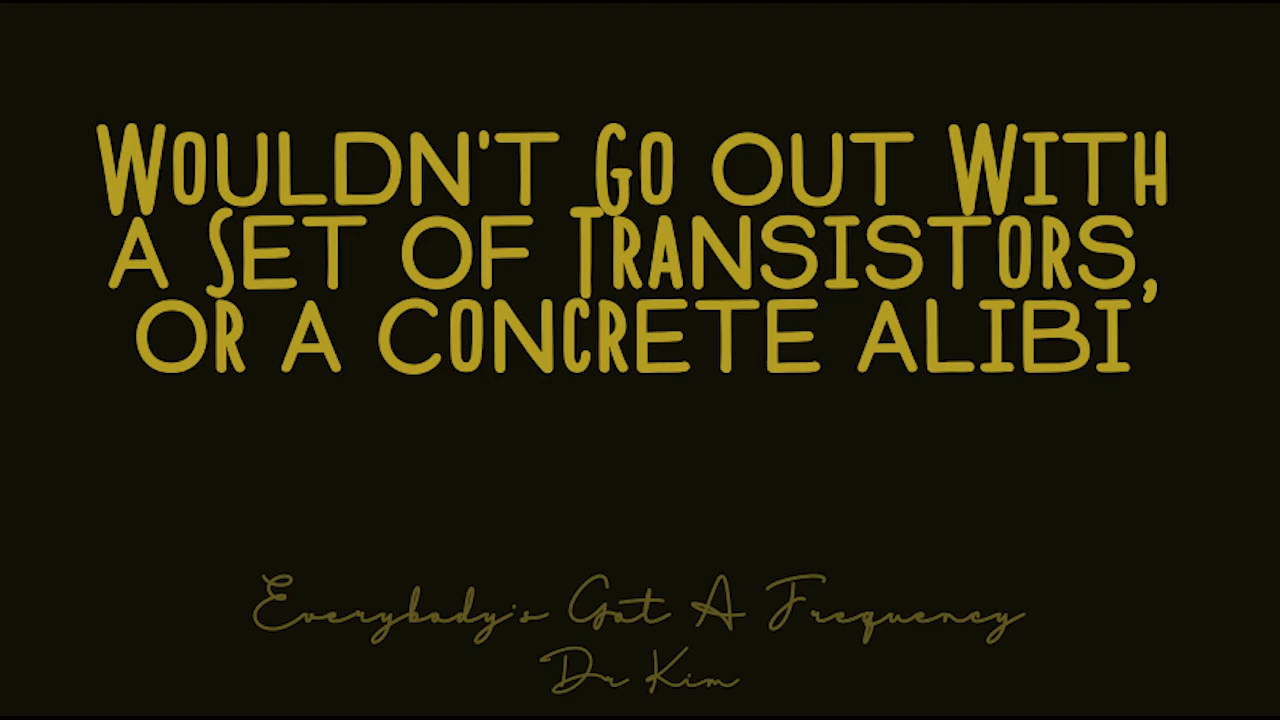 WOULDN'T GO OUT WITH
A SET OF TRANSISTORS,
OR A CONCRETE ALIBI
Everybody's Got A Frequency
Dr Kim